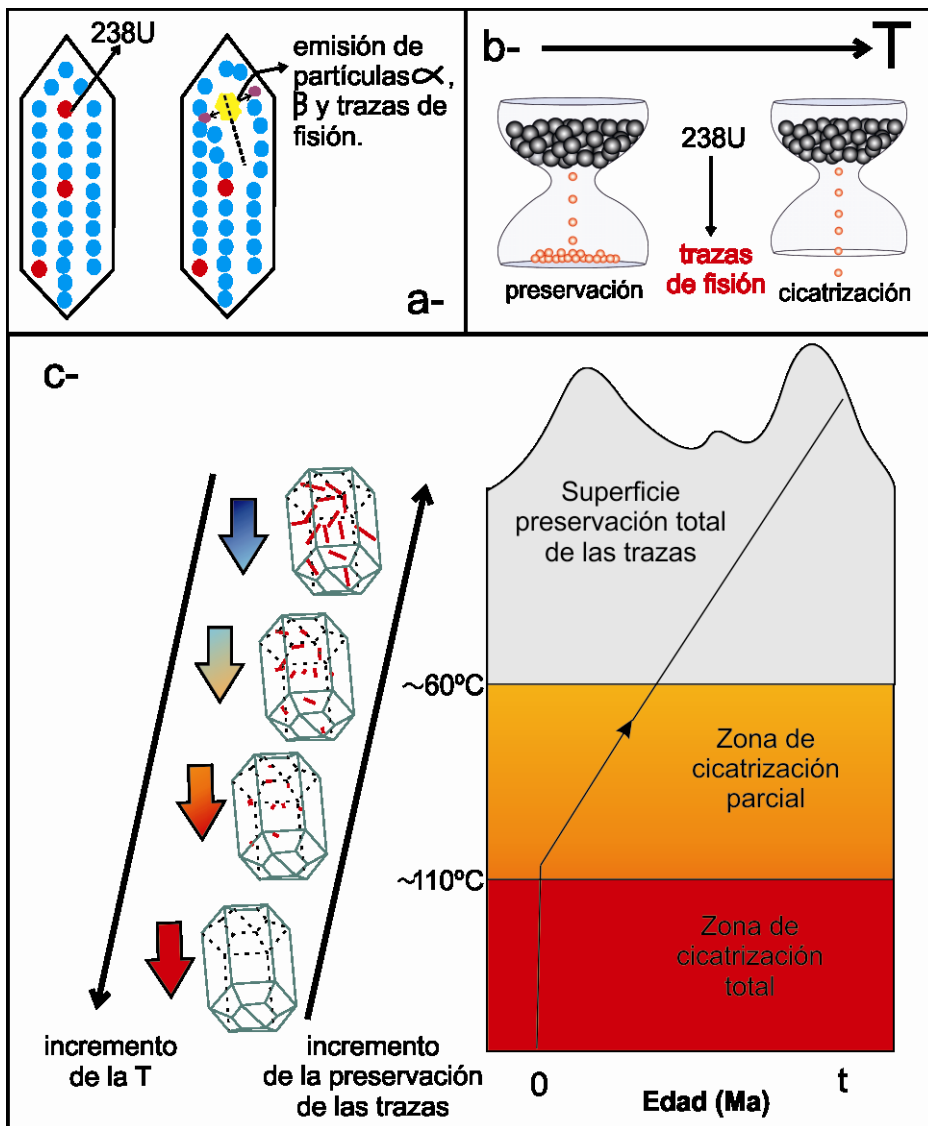 238U
emisión de
partículas α,
β y trazas de
fisión.
a-
b-
T
238U
trazas
de fisión
preservación
cicatrización
c-
Superficie
preservación total
de las trazas
~60ºC
Zona de
cicatrización
parcial
~110ºC
Zona de
cicatrización
total
incremento
de la T
incremento
de la preservación
de las trazas
0
t
Edad (Ma)